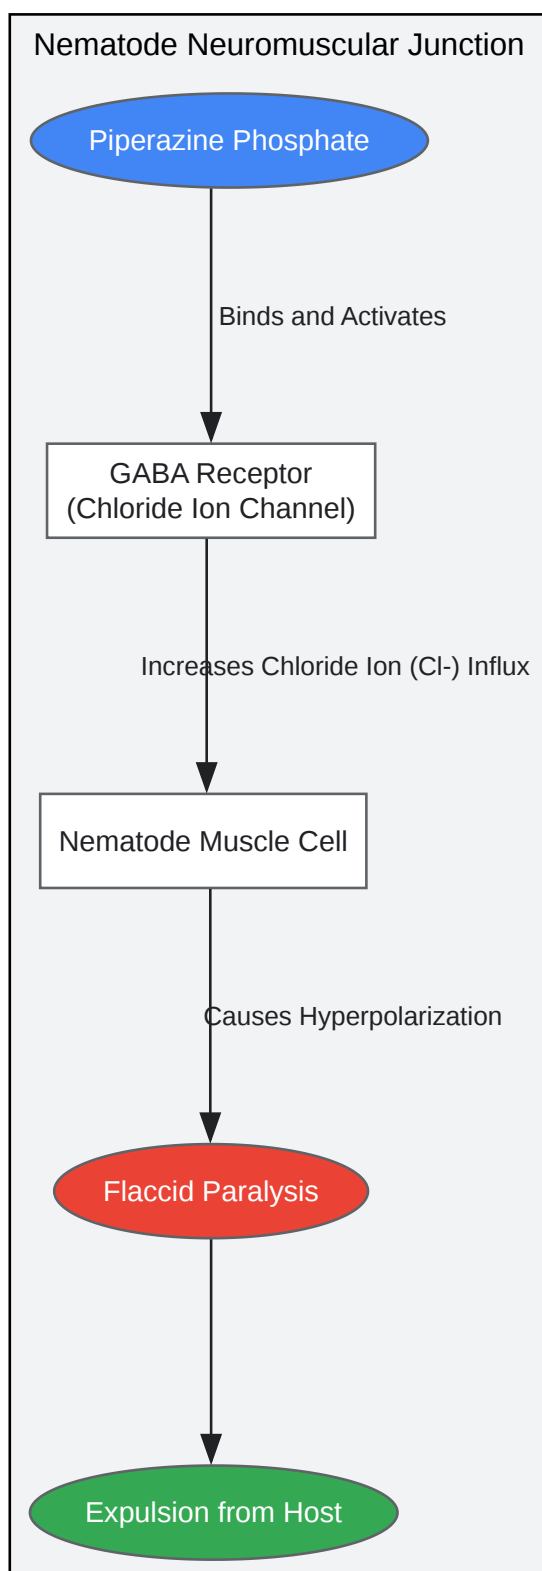 Nematode Neuromuscular Junction
Piperazine Phosphate
Binds and Activates
GABA Receptor
(Chloride Ion Channel)
Increases Chloride Ion (Cl-) Influx
Nematode Muscle Cell
Causes Hyperpolarization
Flaccid Paralysis
Expulsion from Host